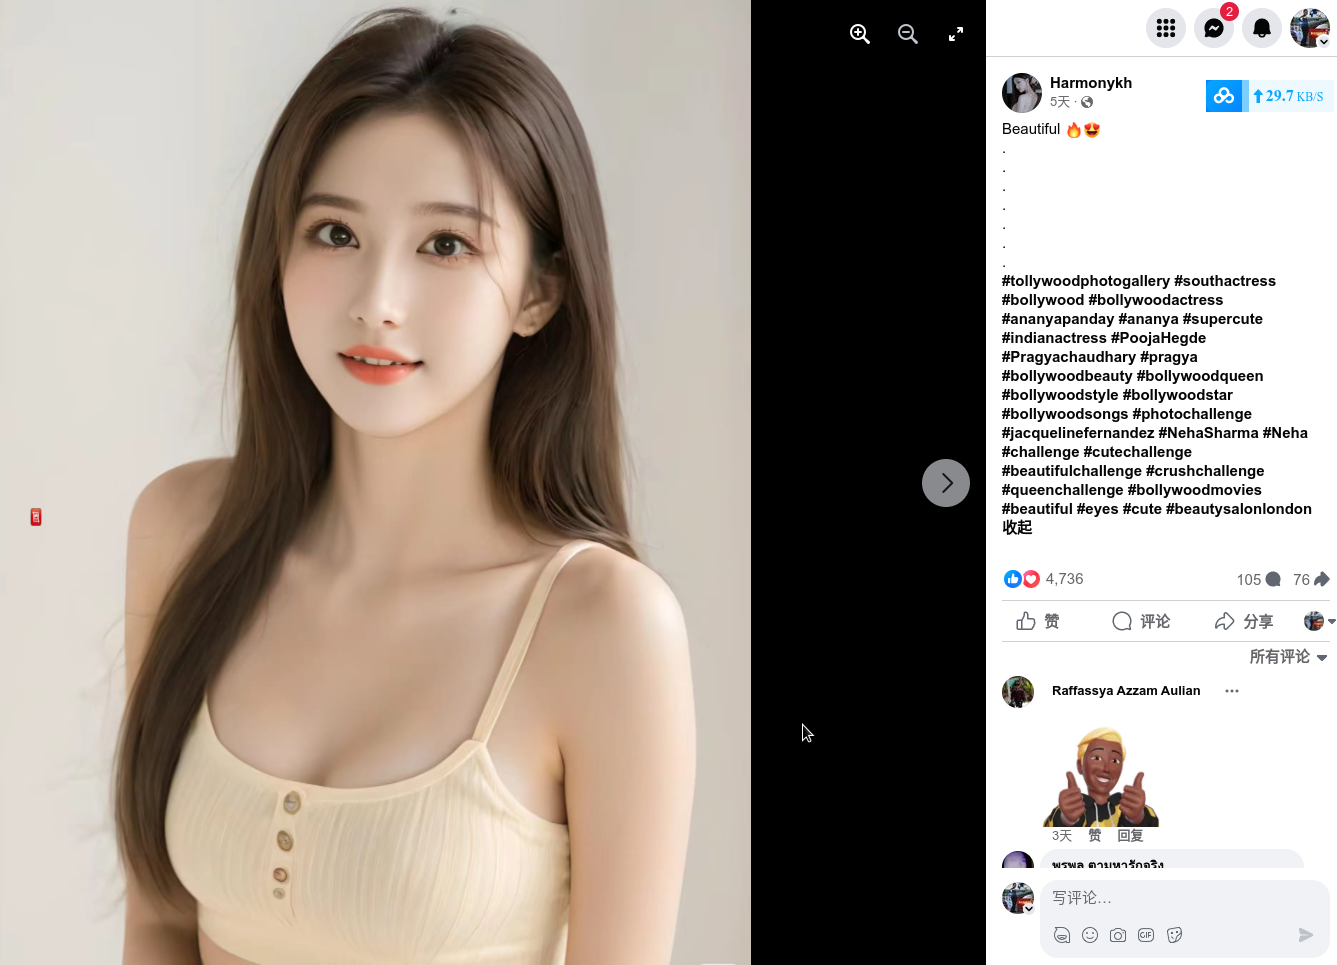 2
Harmonykh
5天 ·
29.7 KB/S
Beautiful 🔥😍
.
.
.
.
.
.
.
#tollywoodphotogallery #southactress
#bollywood #bollywoodactress
#ananyapanday #ananya #supercute
#indianactress #PoojaHegde
#Pragyachaudhary #pragya
#bollywoodbeauty #bollywoodqueen
#bollywoodstyle #bollywoodstar
#bollywoodsongs #photochallenge
#jacquelinefernandez #NehaSharma #Neha
#challenge #cutechallenge
#beautifulchallenge #crushchallenge
#queenchallenge #bollywoodmovies
#beautiful #eyes #cute #beautysalonlondon
收起
4,736 105 76
赞 评论 分享
所有评论
Raffassya Azzam Aulian
3天 赞 回复
写评论…
GIF